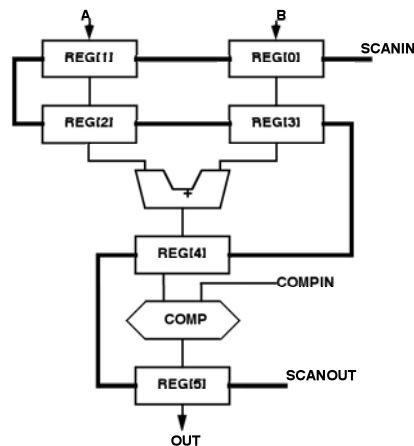 A B
REG[1] REG[0] SCANIN
REG[2] REG[3]
+
REG[4]
COMPIN
COMP
SCANOUT
REG[5]
OUT